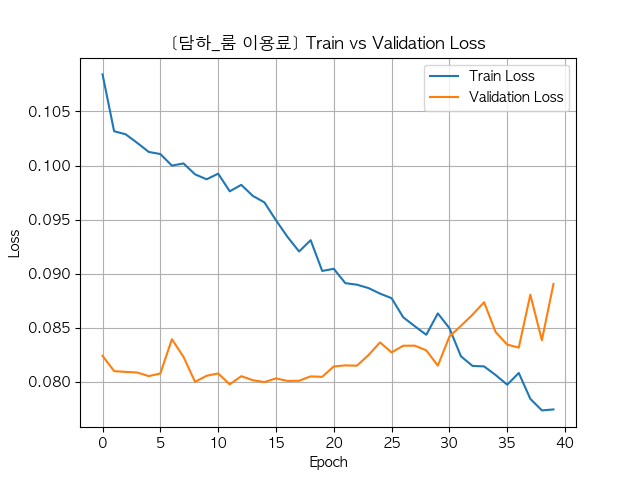 [담하_룸 이용료] Train vs Validation Loss
Train Loss
Validation Loss
Loss
0.105
0.100
0.095
0.090
0.085
0.080
0 5 10 15 20 25 30 35 40
Epoch